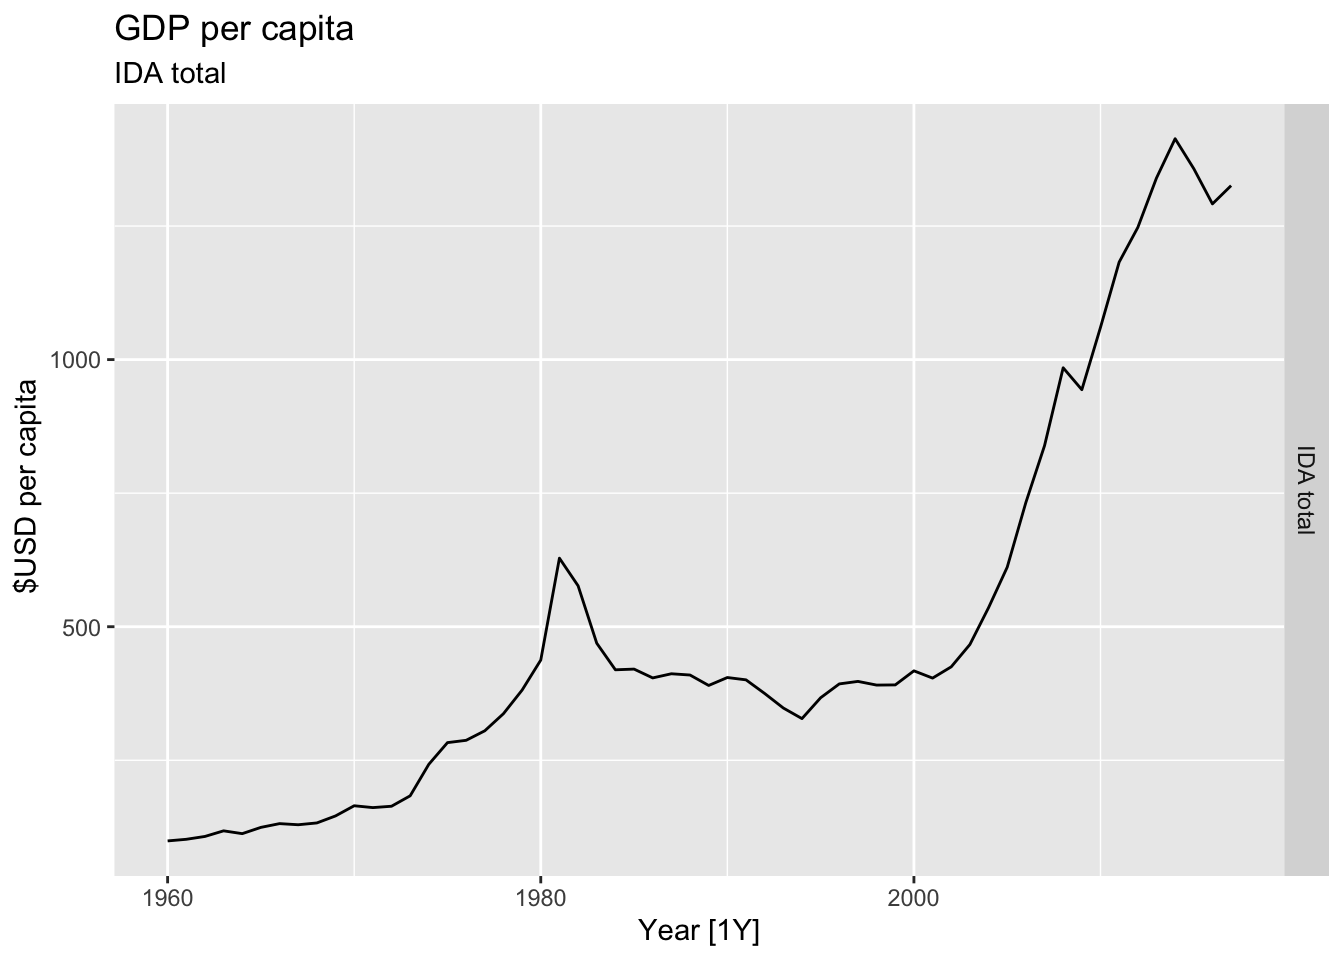 GDP per capita
IDA total
1000
500
$USD per capita
IDA total
1960
1980
2000
Year [1Y]